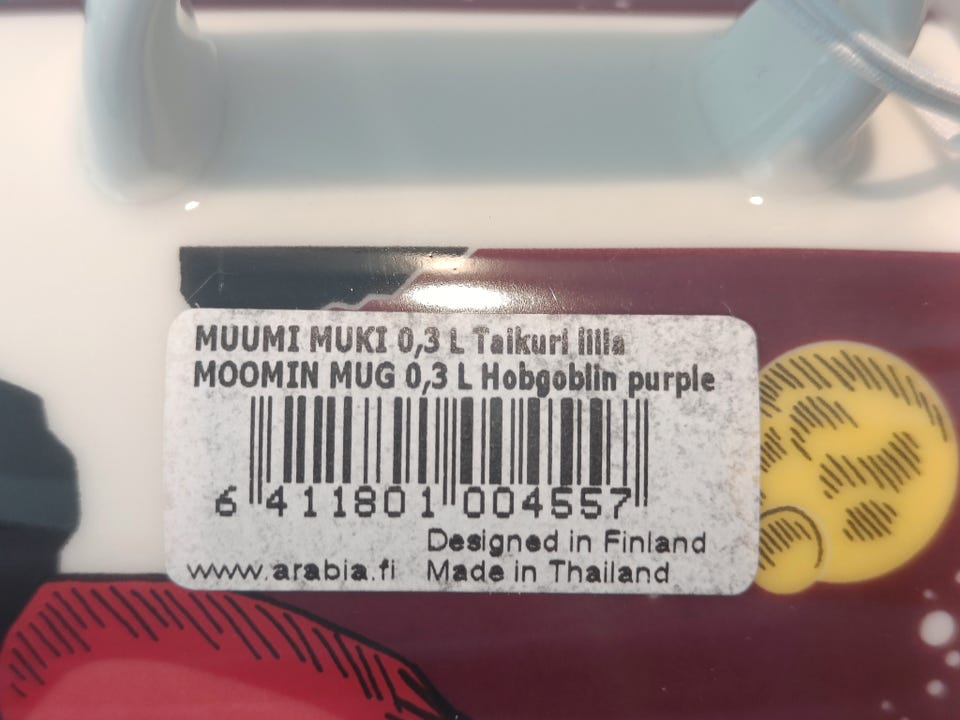 MUUMI MUKI 0,3 L Taikuri lilla
MOOMIN MUG 0,3 L Hobgoblin purple
6 411801 004557
Designed in Finland
www.arabia.fi Made in Thailand